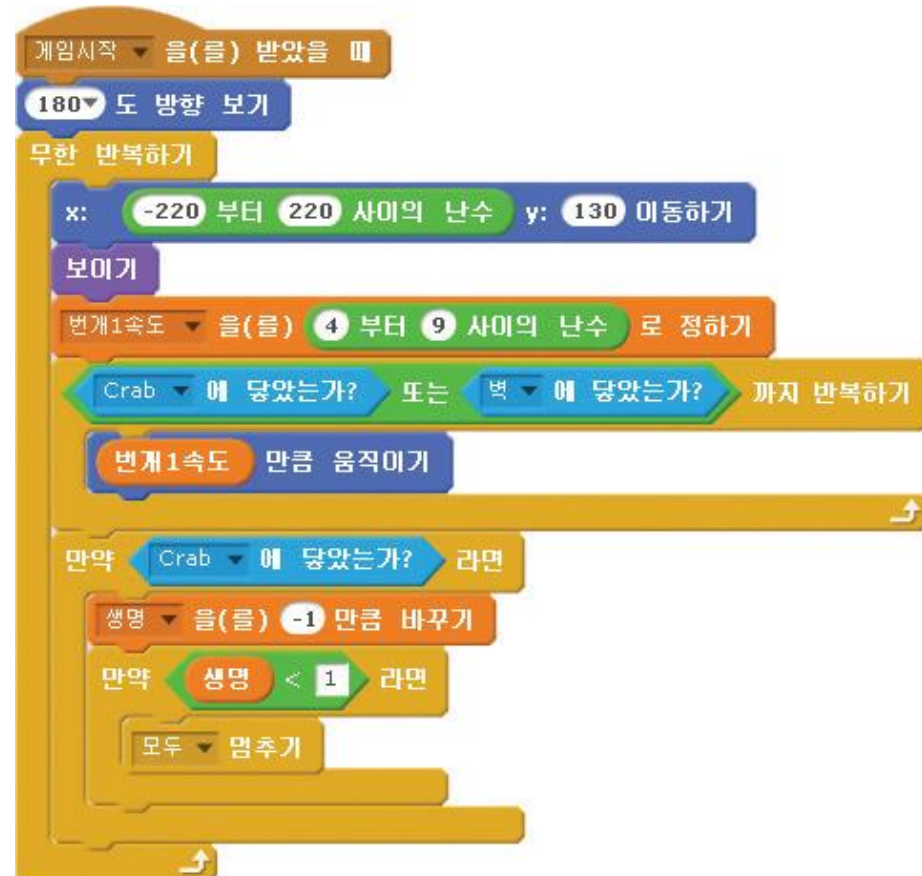 게임시작 을(를) 받았을 때
180 도 방향 보기
무한 반복하기
x: -220 부터 220 사이의 난수 y: 130 이동하기
보이기
번개1속도 을(를) 4 부터 9 사이의 난수 로 정하기
Crab 에 닿았는가? 또는 벽 에 닿았는가? 까지 반복하기
번개1속도 만큼 움직이기
만약 Crab 에 닿았는가? 라면
생명 을(를) -1 만큼 바꾸기
만약 생명 < 1 라면
모두 멈추기